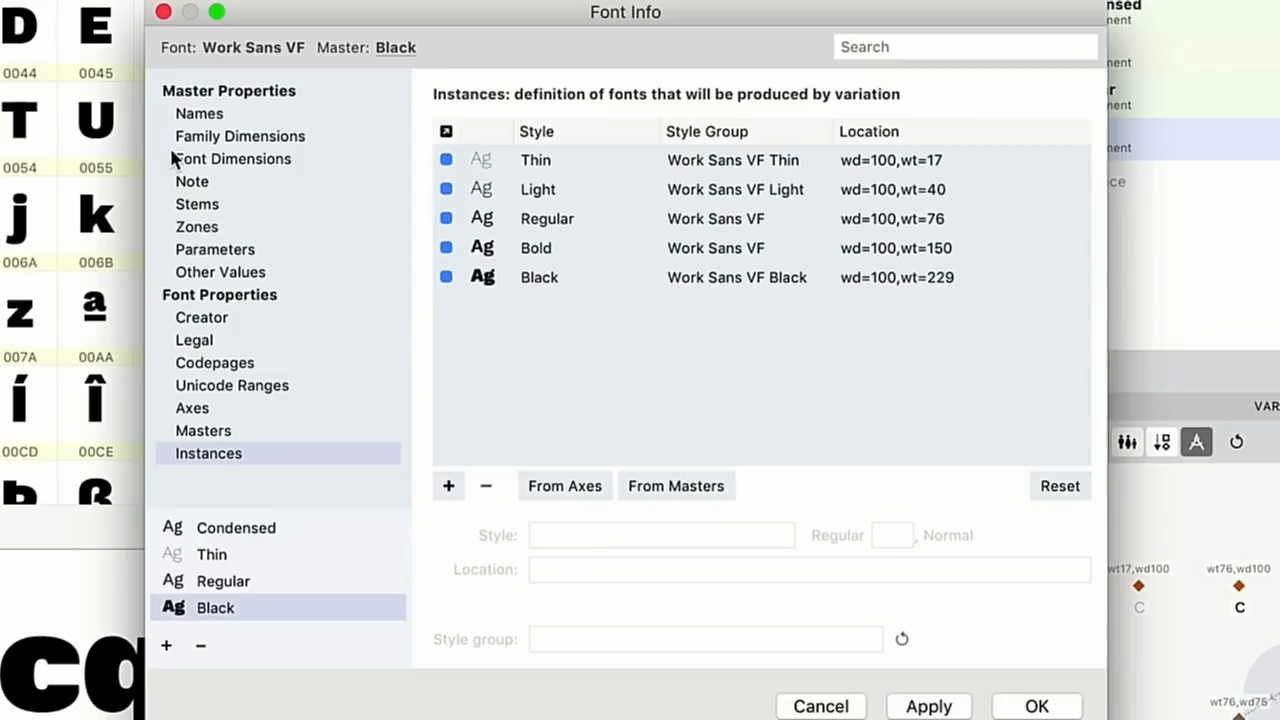 Font Info
Font: Work Sans VF Master: Black
Search
Master Properties
Names
Family Dimensions
Font Dimensions
Note
Stems
Zones
Parameters
Other Values
Font Properties
Creator
Legal
Codepages
Unicode Ranges
Axes
Masters
Instances
Ag Condensed
Ag Thin
Ag Regular
Ag Black
+ −
Instances: definition of fonts that will be produced by variation
Style Style Group Location
Ag Thin Work Sans VF Thin wd=100,wt=17
Ag Light Work Sans VF Light wd=100,wt=40
Ag Regular Work Sans VF wd=100,wt=76
Ag Bold Work Sans VF wd=100,wt=150
Ag Black Work Sans VF Black wd=100,wt=229
+ − From Axes From Masters Reset
Style: Regular , Normal
Location:
Style group:
Cancel Apply OK
D E
0044 0045
T U
0054 0055
j k
006A 006B
z ª
007A 00AA
Í Î
00CD 00CE
cq
nsed
ment
ment
r
ment
ment
ce
VAR
wt17,wd100 wt76,wd100
C C
wt76,wd75